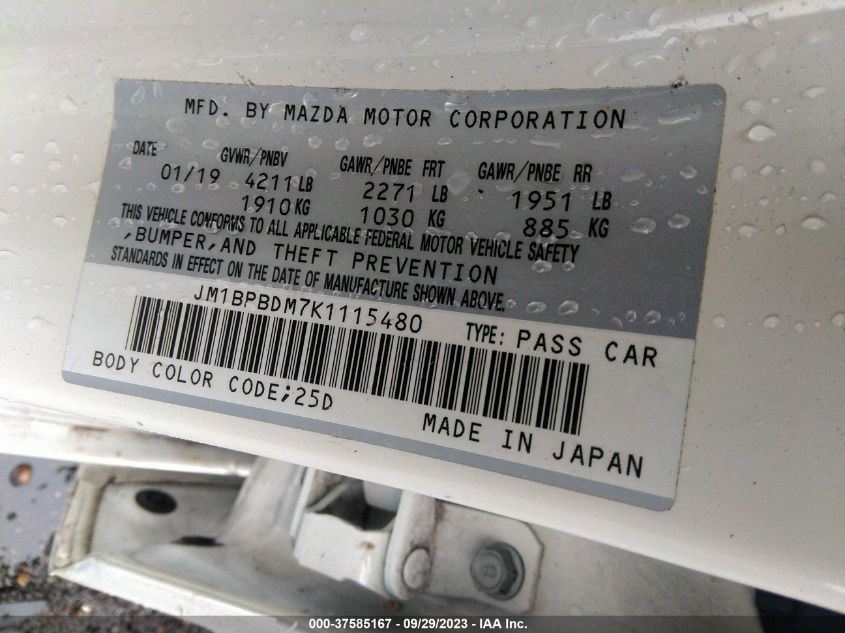 MFD. BY MAZDA MOTOR CORPORATION
DATE GVWR/PNBV GAWR/PNBE FRT GAWR/PNBE RR
01/19 4211 LB 2271 LB 1951 LB
1910 KG 1030 KG 885 KG
THIS VEHICLE CONFORMS TO ALL APPLICABLE FEDERAL MOTOR VEHICLE SAFETY
,BUMPER,AND THEFT PREVENTION
STANDARDS IN EFFECT ON THE DATE OF MANUFACTURE SHOWN ABOVE.
JM1BPBDM7K1115480 TYPE: PASS CAR
BODY COLOR CODE;25D
MADE IN JAPAN
000-37585167 - 09/29/2023 - IAA Inc.